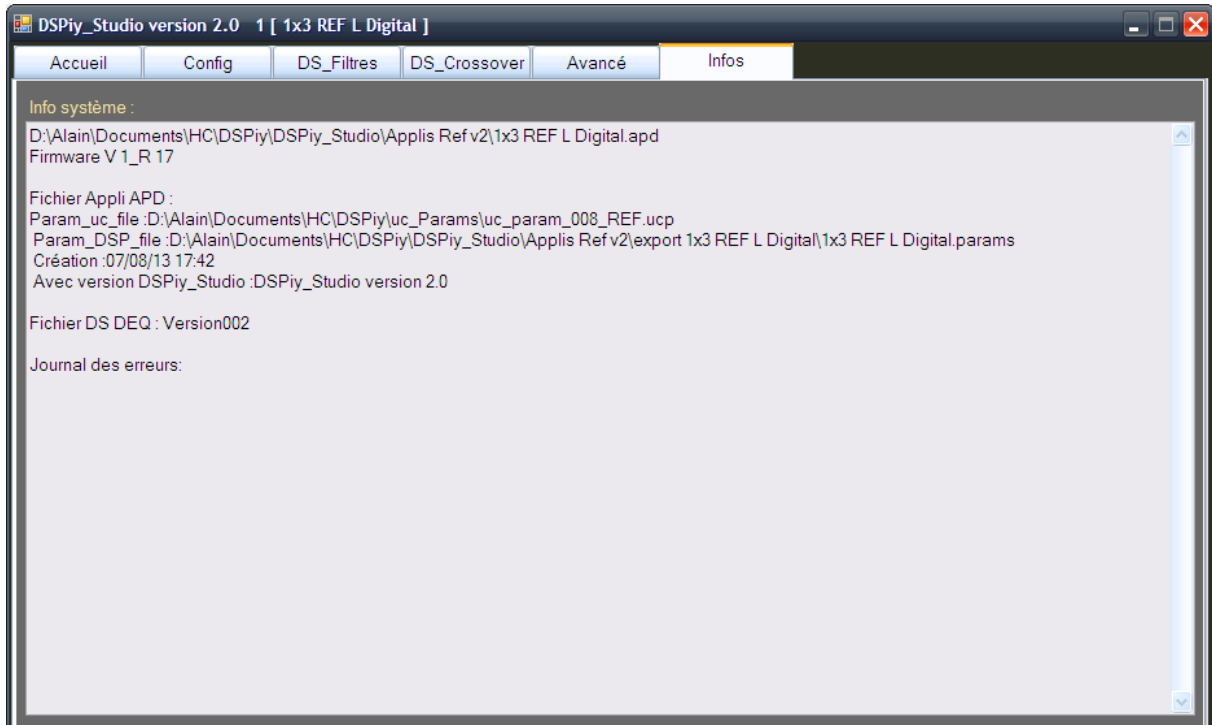 DSPiy_Studio version 2.0 1 [ 1x3 REF L Digital ]
Accueil Config DS_Filtres DS_Crossover Avancé Infos
Info système :
D:\Alain\Documents\HC\DSPiy\DSPiy_Studio\Applis Ref v2\1x3 REF L Digital.apd
Firmware V 1_R 17
Fichier Appli APD :
Param_uc_file :D:\Alain\Documents\HC\DSPiy\uc_Params\uc_param_008_REF.ucp
Param_DSP_file :D:\Alain\Documents\HC\DSPiy\DSPiy_Studio\Applis Ref v2\export 1x3 REF L Digital\1x3 REF L Digital.params
Création :07/08/13 17:42
Avec version DSPiy_Studio :DSPiy_Studio version 2.0
Fichier DS DEQ : Version002
Journal des erreurs: